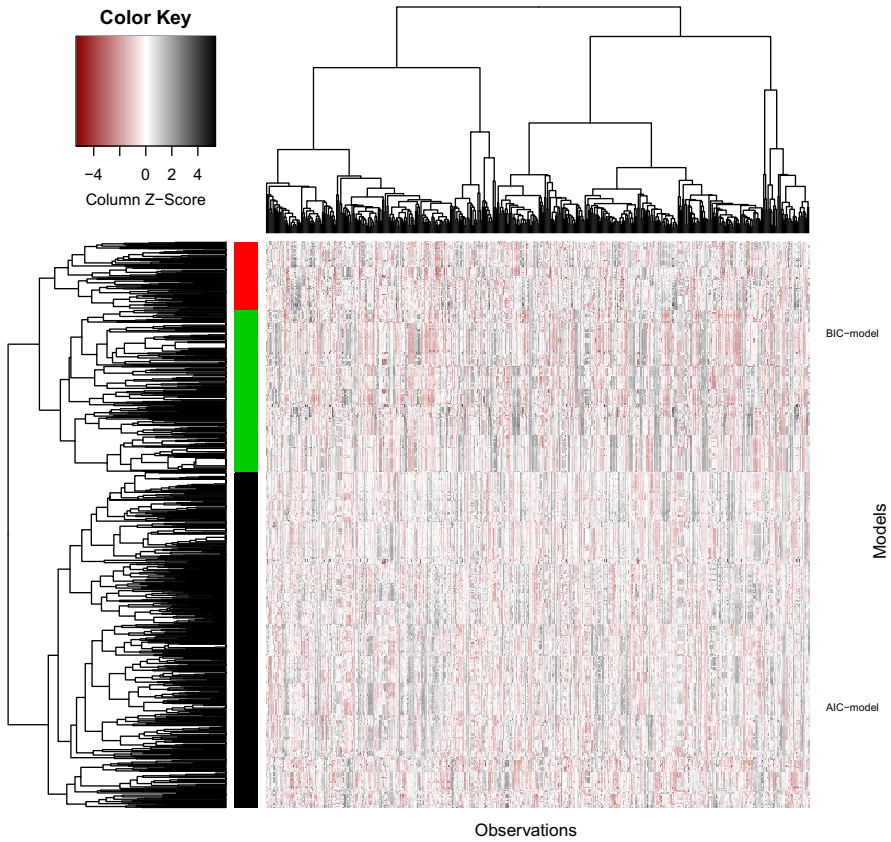 Color Key
−4 0 2 4
Column Z−Score
BIC−model
Models
AIC−model
Observations